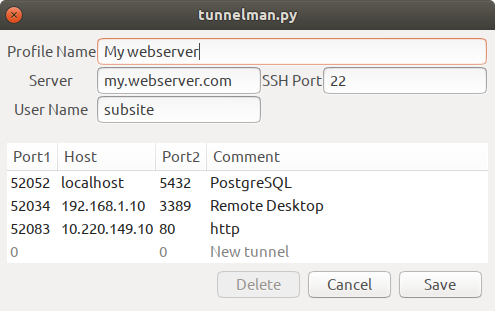 tunnelman.py
Profile Name My webserver
Server my.webserver.com SSH Port 22
User Name subsite
Port1 Host Port2 Comment
52052 localhost 5432 PostgreSQL
52034 192.168.1.10 3389 Remote Desktop
52083 10.220.149.10 80 http
0 0 New tunnel
Delete Cancel Save